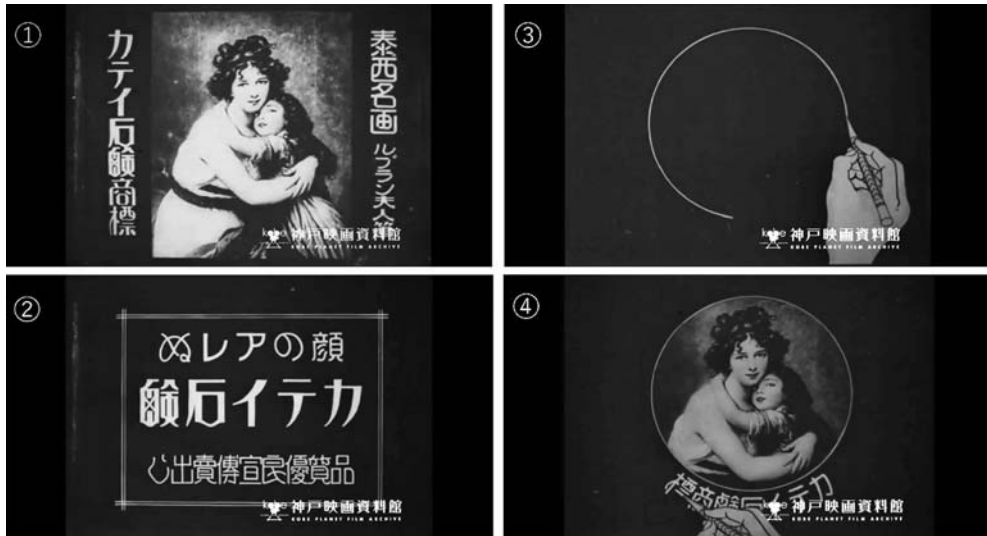 ①
泰西名画 ルブラン夫人筆
カテイ石鹸商標
kobe 神戸映画資料館
KOBE PLANET FILM ARCHIVE
②
顔のアレぬ
カテイ石鹸
品質優良宣傳賣出し
kobe 神戸映画資料館
KOBE PLANET FILM ARCHIVE
③
kobe 神戸映画資料館
KOBE PLANET FILM ARCHIVE
④
カテイ石鹸商標
kobe 神戸映画資料館
KOBE PLANET FILM ARCHIVE